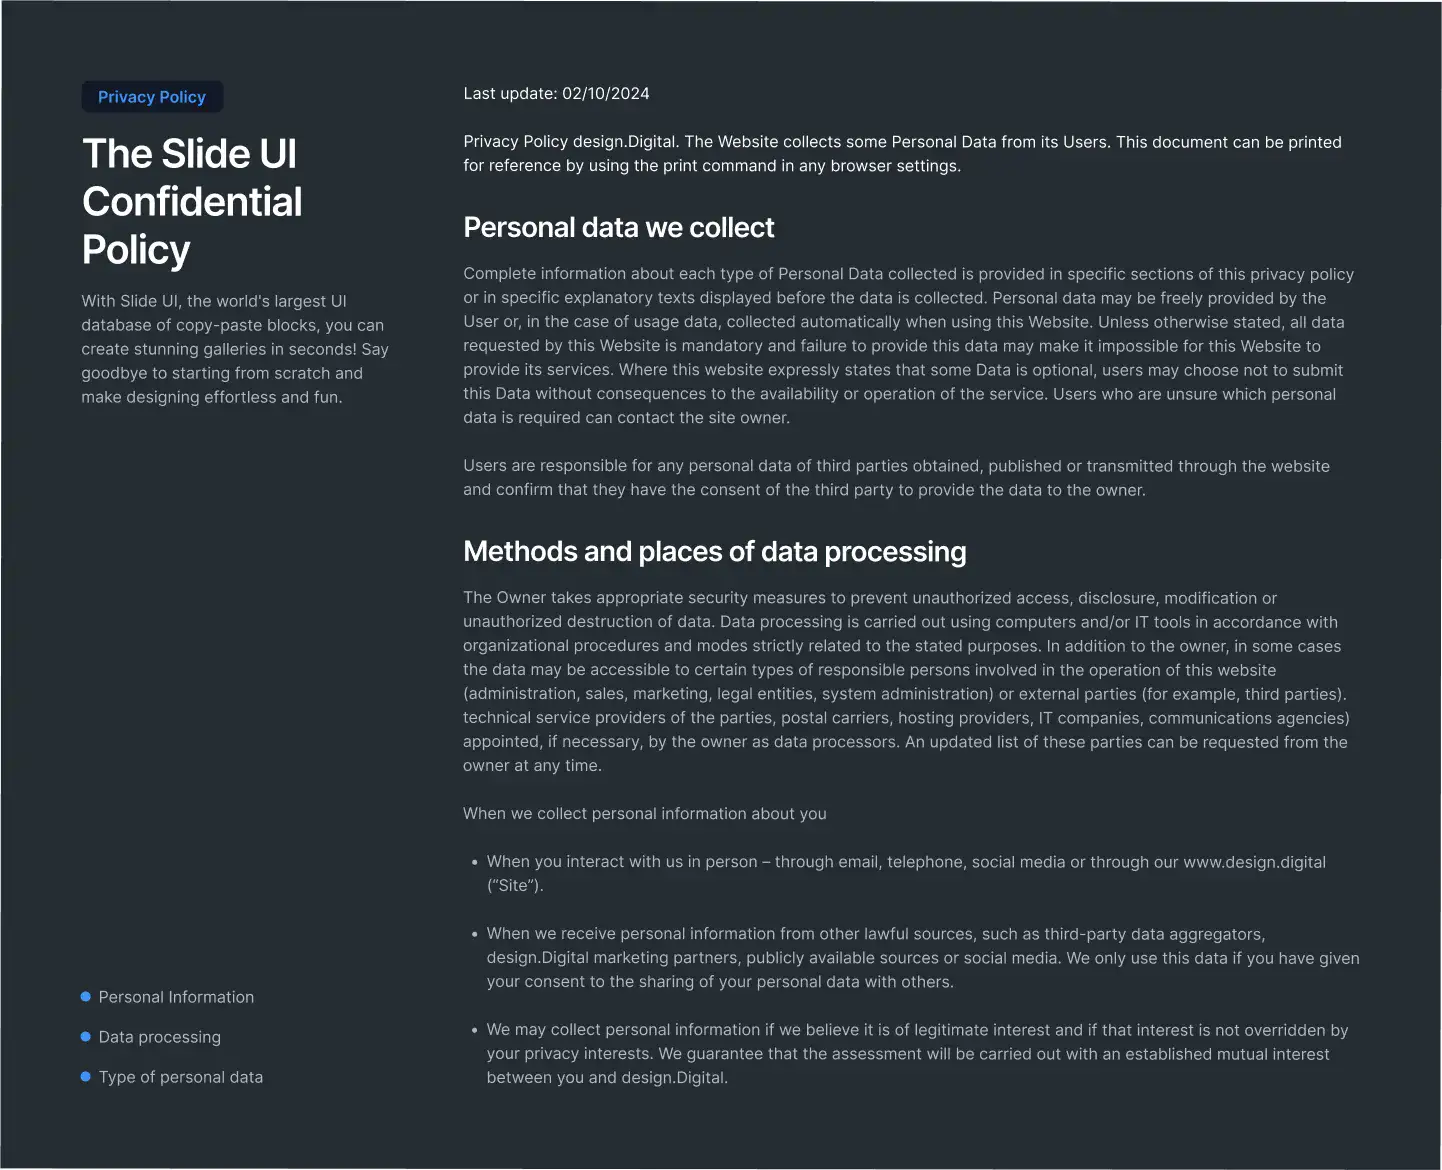 Privacy Policy
The Slide UI
Confidential
Policy
With Slide UI, the world's largest UI
database of copy-paste blocks, you can
create stunning galleries in seconds! Say
goodbye to starting from scratch and
make designing effortless and fun.
Personal Information
Data processing
Type of personal data
Last update: 02/10/2024
Privacy Policy design.Digital. The Website collects some Personal Data from its Users. This document can be printed
for reference by using the print command in any browser settings.
Personal data we collect
Complete information about each type of Personal Data collected is provided in specific sections of this privacy policy
or in specific explanatory texts displayed before the data is collected. Personal data may be freely provided by the
User or, in the case of usage data, collected automatically when using this Website. Unless otherwise stated, all data
requested by this Website is mandatory and failure to provide this data may make it impossible for this Website to
provide its services. Where this website expressly states that some Data is optional, users may choose not to submit
this Data without consequences to the availability or operation of the service. Users who are unsure which personal
data is required can contact the site owner.
Users are responsible for any personal data of third parties obtained, published or transmitted through the website
and confirm that they have the consent of the third party to provide the data to the owner.
Methods and places of data processing
The Owner takes appropriate security measures to prevent unauthorized access, disclosure, modification or
unauthorized destruction of data. Data processing is carried out using computers and/or IT tools in accordance with
organizational procedures and modes strictly related to the stated purposes. In addition to the owner, in some cases
the data may be accessible to certain types of responsible persons involved in the operation of this website
(administration, sales, marketing, legal entities, system administration) or external parties (for example, third parties).
technical service providers of the parties, postal carriers, hosting providers, IT companies, communications agencies)
appointed, if necessary, by the owner as data processors. An updated list of these parties can be requested from the
owner at any time.
When we collect personal information about you
• When you interact with us in person – through email, telephone, social media or through our www.design.digital
(“Site”).
• When we receive personal information from other lawful sources, such as third-party data aggregators,
design.Digital marketing partners, publicly available sources or social media. We only use this data if you have given
your consent to the sharing of your personal data with others.
• We may collect personal information if we believe it is of legitimate interest and if that interest is not overridden by
your privacy interests. We guarantee that the assessment will be carried out with an established mutual interest
between you and design.Digital.